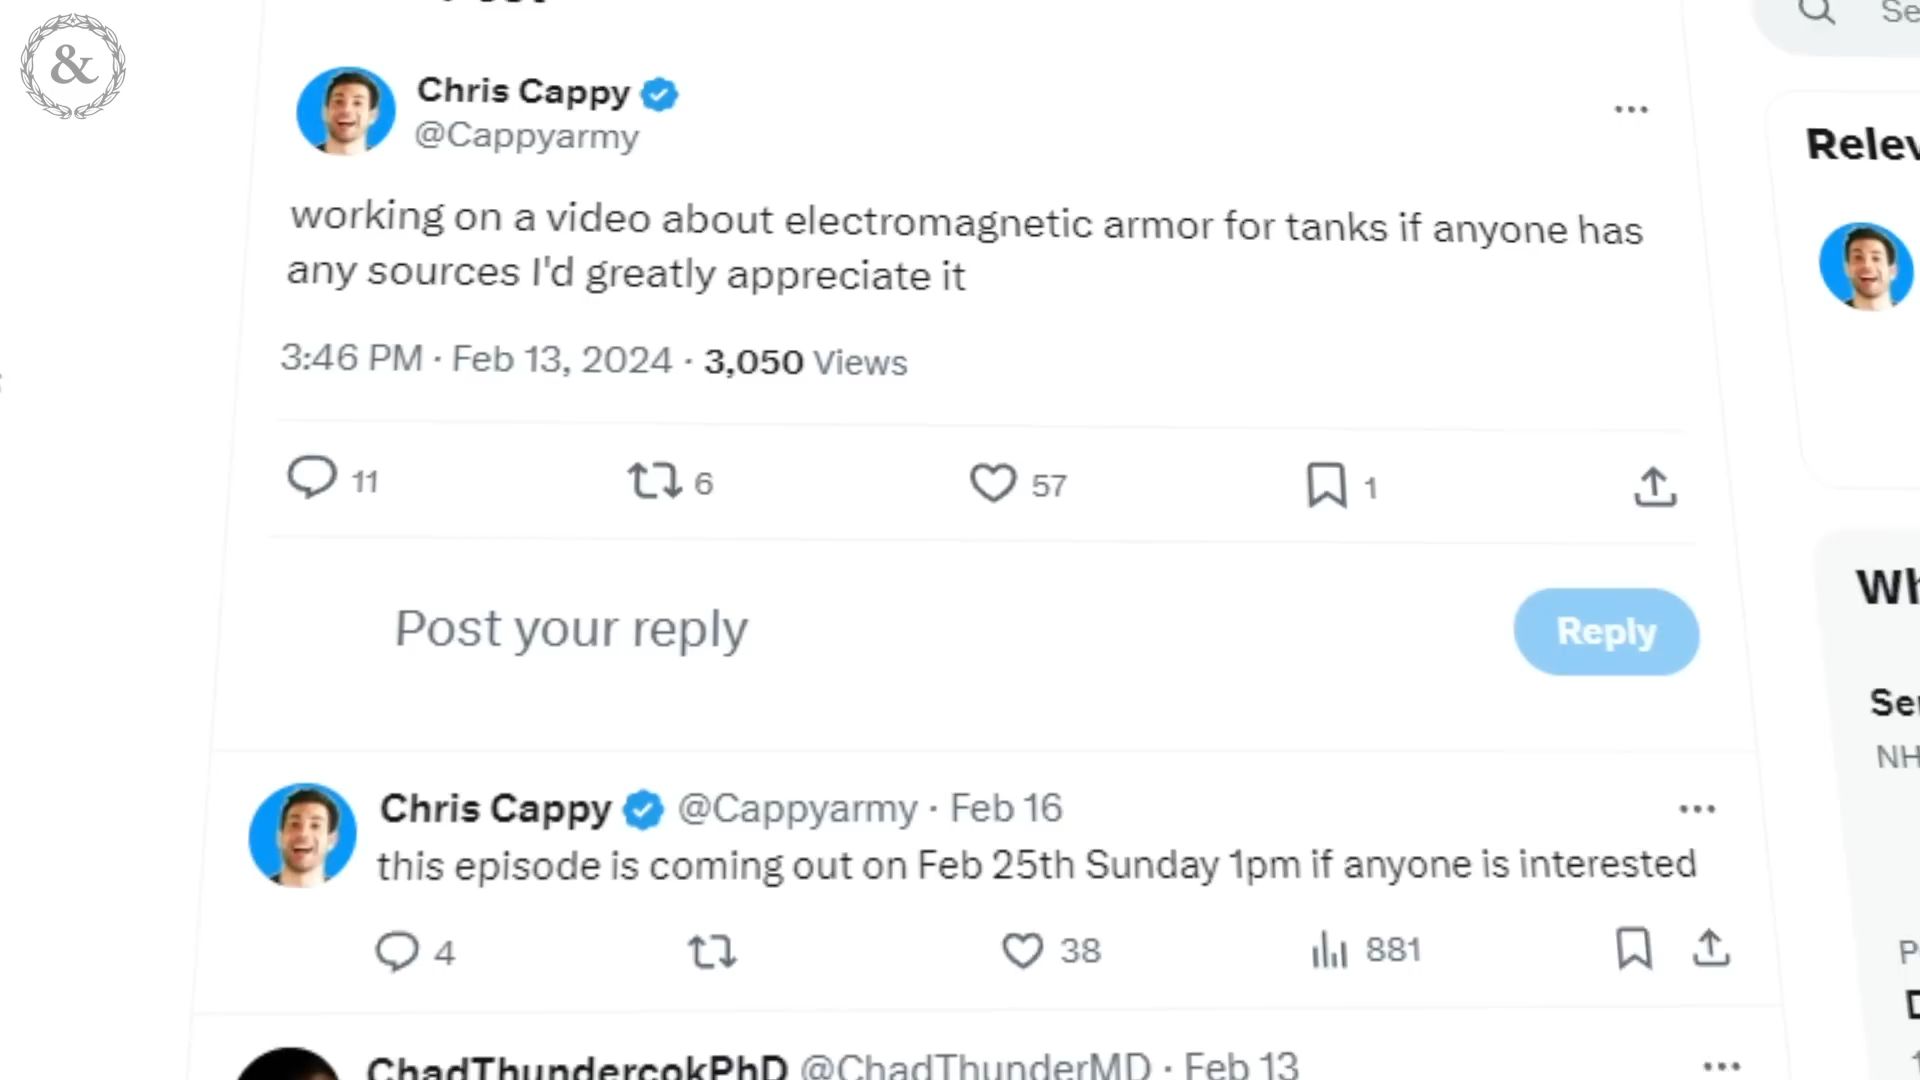 &
Se
Chris Cappy
@Cappyarmy
working on a video about electromagnetic armor for tanks if anyone has
any sources I'd greatly appreciate it
3:46 PM · Feb 13, 2024 · 3,050 Views
11 6 57 1
Post your reply
Reply
Chris Cappy @Cappyarmy · Feb 16
this episode is coming out on Feb 25th Sunday 1pm if anyone is interested
4 38 881
ChadThundercokPhD @ChadThunderMD · Feb 13
Relev
Wh
Ser
NH